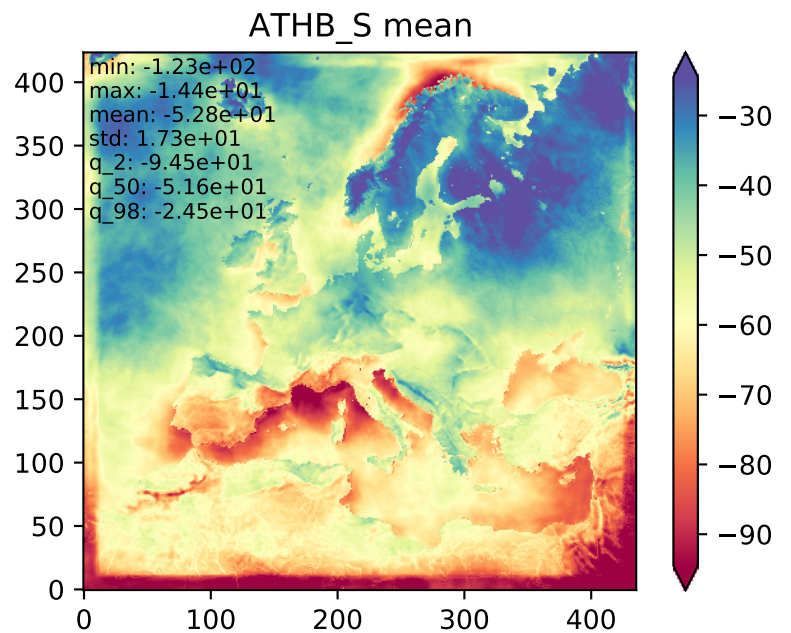 ATHB_S mean
min: -1.23e+02
max: -1.44e+01
mean: -5.28e+01
std: 1.73e+01
q_2: -9.45e+01
q_50: -5.16e+01
q_98: -2.45e+01
400
350
300
250
200
150
100
50
0
0 100 200 300 400
−30
−40
−50
−60
−70
−80
−90